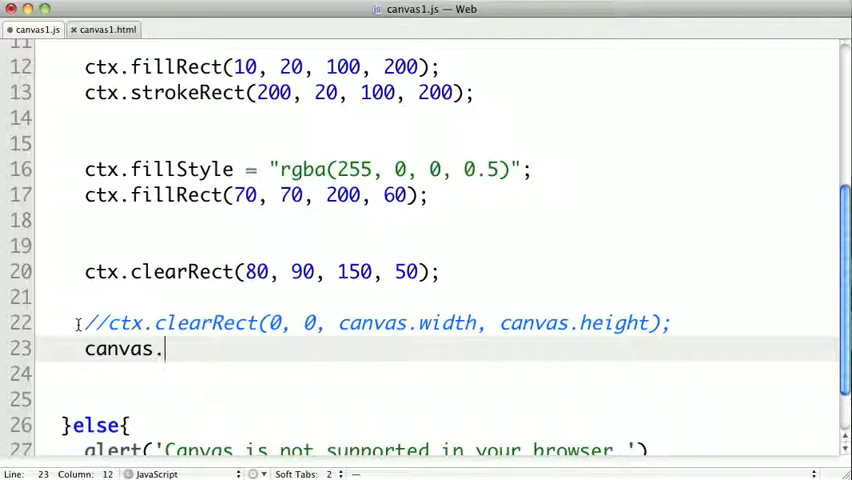 canvas1.js — Web
canvas1.js
canvas1.html
11
12 ctx.fillRect(10, 20, 100, 200);
13 ctx.strokeRect(200, 20, 100, 200);
14
15
16 ctx.fillStyle = "rgba(255, 0, 0, 0.5)";
17 ctx.fillRect(70, 70, 200, 60);
18
19
20 ctx.clearRect(80, 90, 150, 50);
21
22 //ctx.clearRect(0, 0, canvas.width, canvas.height);
23 canvas.
24
25
26 }else{
27 alert('Canvas is not supported in your browser.')
Line: 23 Column: 12 JavaScript Soft Tabs: 2 —